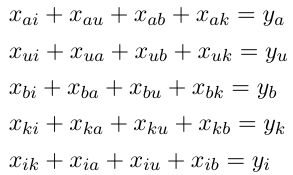 x_{ai} + x_{au} + x_{ab} + x_{ak} = y_a
x_{ui} + x_{ua} + x_{ub} + x_{uk} = y_u
x_{bi} + x_{ba} + x_{bu} + x_{bk} = y_b
x_{ki} + x_{ka} + x_{ku} + x_{kb} = y_k
x_{ik} + x_{ia} + x_{iu} + x_{ib} = y_i